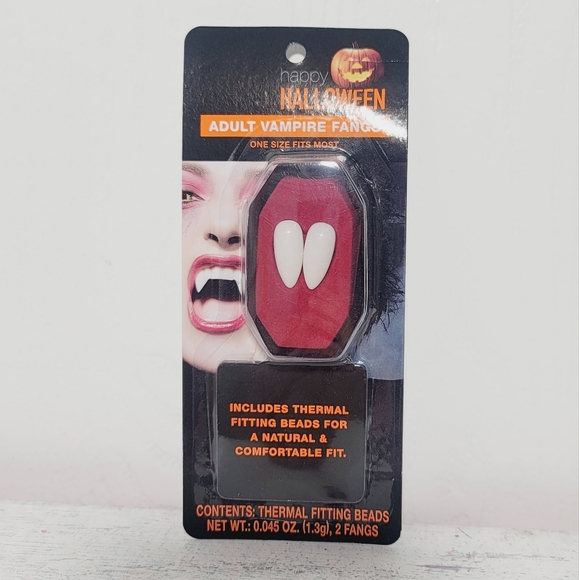 happy
HALLOWEEN
ADULT VAMPIRE FANGS
ONE SIZE FITS MOST
INCLUDES THERMAL
FITTING BEADS FOR
A NATURAL &
COMFORTABLE FIT.
CONTENTS: THERMAL FITTING BEADS
NET WT.: 0.045 OZ. (1.3g), 2 FANGS